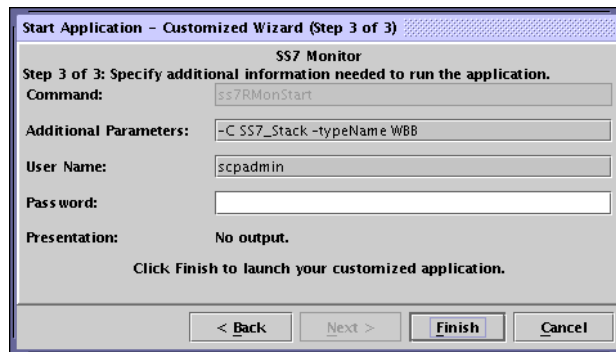 Start Application - Customized Wizard (Step 3 of 3)
SS7 Monitor
Step 3 of 3: Specify additional information needed to run the application.
Command: ss7RMonStart
Additional Parameters: -C SS7_Stack -typeName WBB
User Name: scpadmin
Password:
Presentation: No output.
Click Finish to launch your customized application.
< Back Next > Finish Cancel